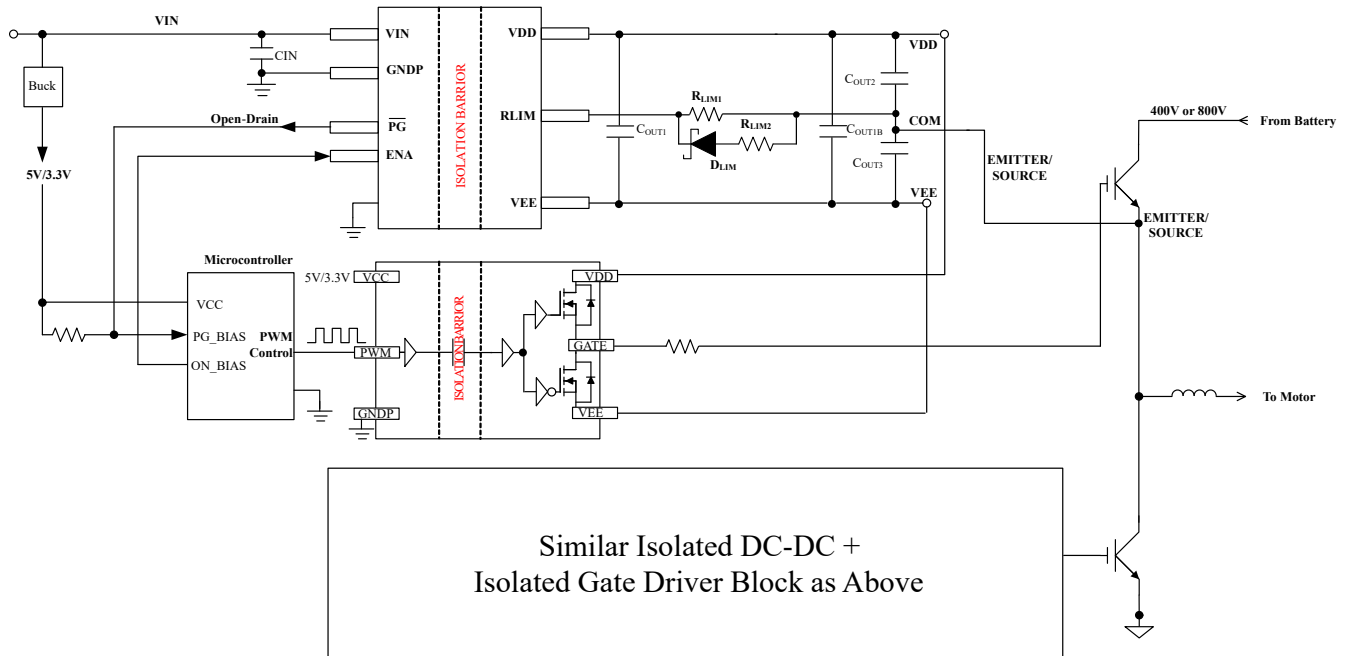 VIN
Buck
5V/3.3V
CIN
Open-Drain
VIN
GNDP
PG
ENA
ISOLATION BARRIOR
VDD
RLIM
VEE
COUT1
RLIM1
RLIM2
DLIM
COUT1B
COUT2
COUT3
VDD
COM
VEE
EMITTER/
SOURCE
400V or 800V
From Battery
EMITTER/
SOURCE
Microcontroller
VCC
PG_BIAS
ON_BIAS
PWM
Control
5V/3.3V
VCC
PWM
GNDP
ISOLATION BARRIOR
VDD
GATE
VEE
To Motor
Similar Isolated DC-DC +
Isolated Gate Driver Block as Above